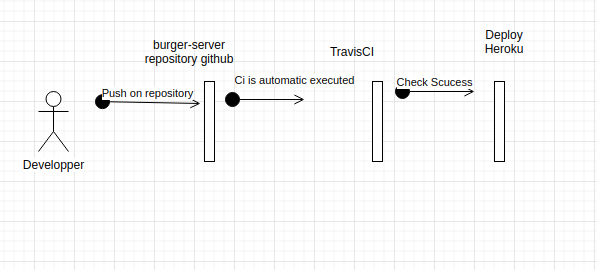 burger-server
repository github
TravisCI
Deploy
Heroku
Push on repository
Ci is automatic executed
Check Scucess
Developper